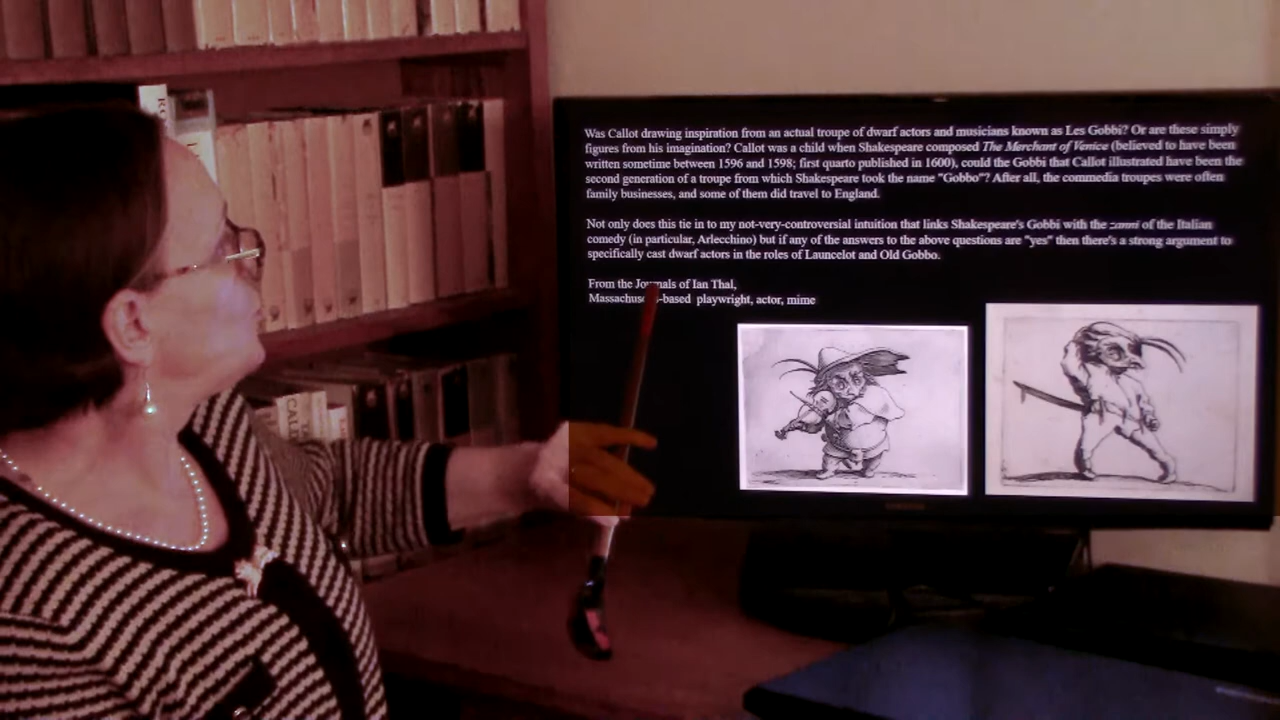 Was Callot drawing inspiration from an actual troupe of dwarf actors and musicians known as Les Gobbi? Or are these simply
figures from his imagination? Callot was a child when Shakespeare composed The Merchant of Venice (believed to have been
written sometime between 1596 and 1598; first quarto published in 1600), could the Gobbi that Callot illustrated have been the
second generation of a troupe from which Shakespeare took the name "Gobbo"? After all, the commedia troupes were often
family businesses, and some of them did travel to England.
Not only does this tie in to my not-very-controversial intuition that links Shakespeare's Gobbi with the zanni of the Italian
comedy (in particular, Arlecchino) but if any of the answers to the above questions are "yes" then there's a strong argument to
specifically cast dwarf actors in the roles of Launcelot and Old Gobbo.
From the Journals of Ian Thal,
Massachusetts-based playwright, actor, mime